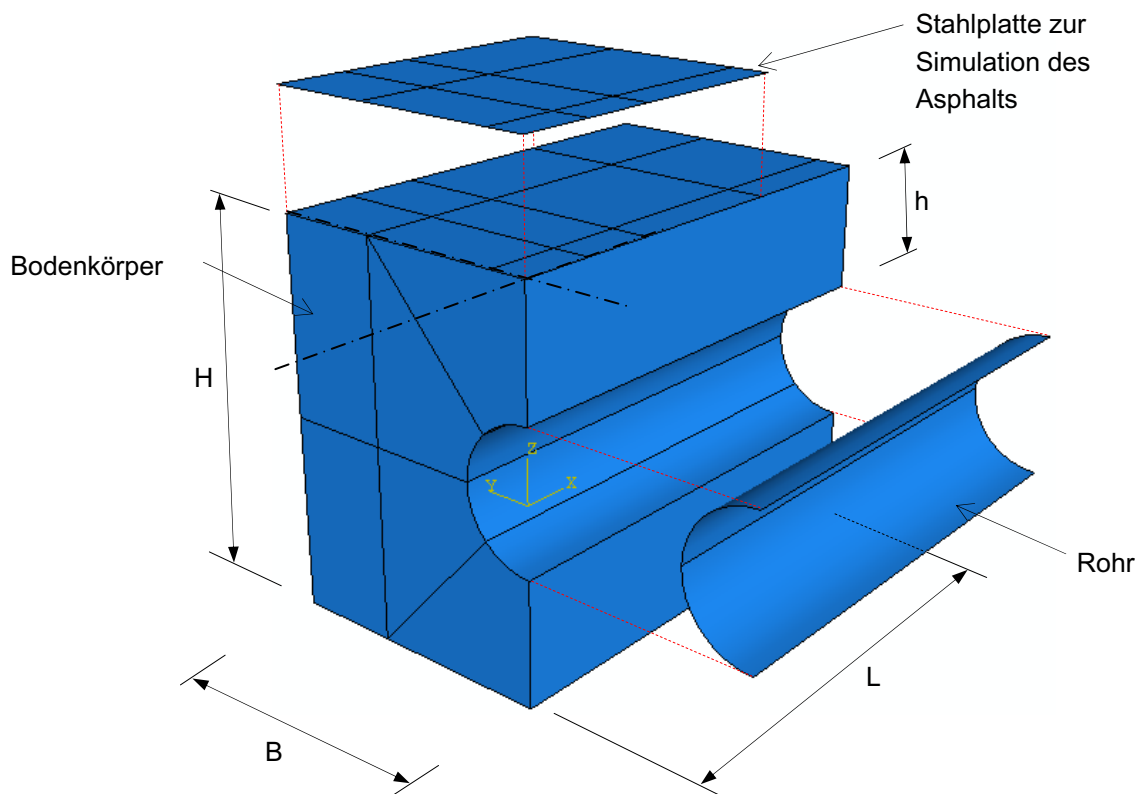 Stahlplatte zur
Simulation des
Asphalts
h
Bodenkörper
H
Z
Y
X
Rohr
L
B